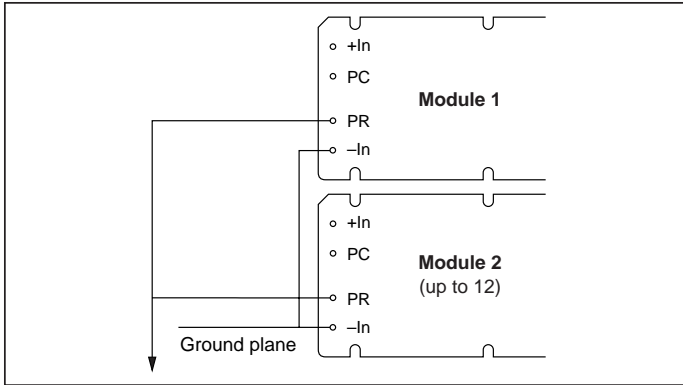 +In
PC
Module 1
PR
–In
+In
PC
Module 2
(up to 12)
PR
–In
Ground plane